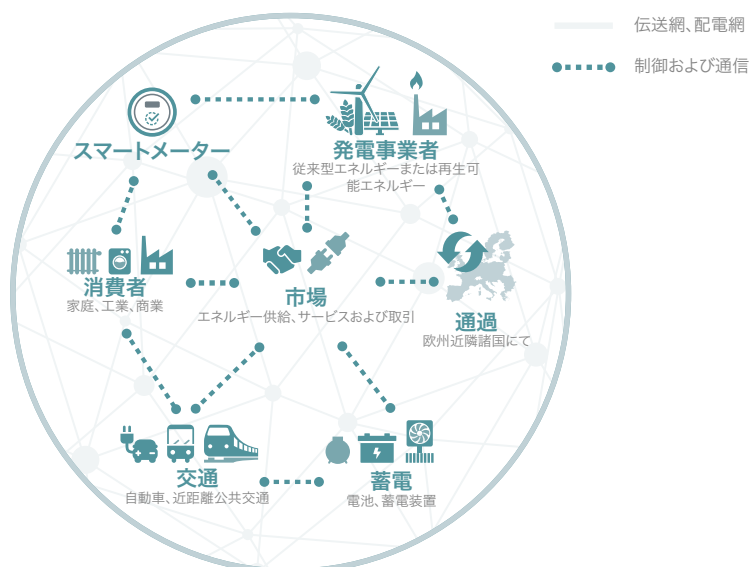 伝送網、配電網
制御および通信
スマートメーター
発電事業者
従来型エネルギーまたは再生可
能エネルギー
消費者
家庭、工業、商業
市場
エネルギー供給、サービスおよび取引
通過
欧州近隣諸国にて
交通
自動車、近距離公共交通
蓄電
電池、蓄電装置